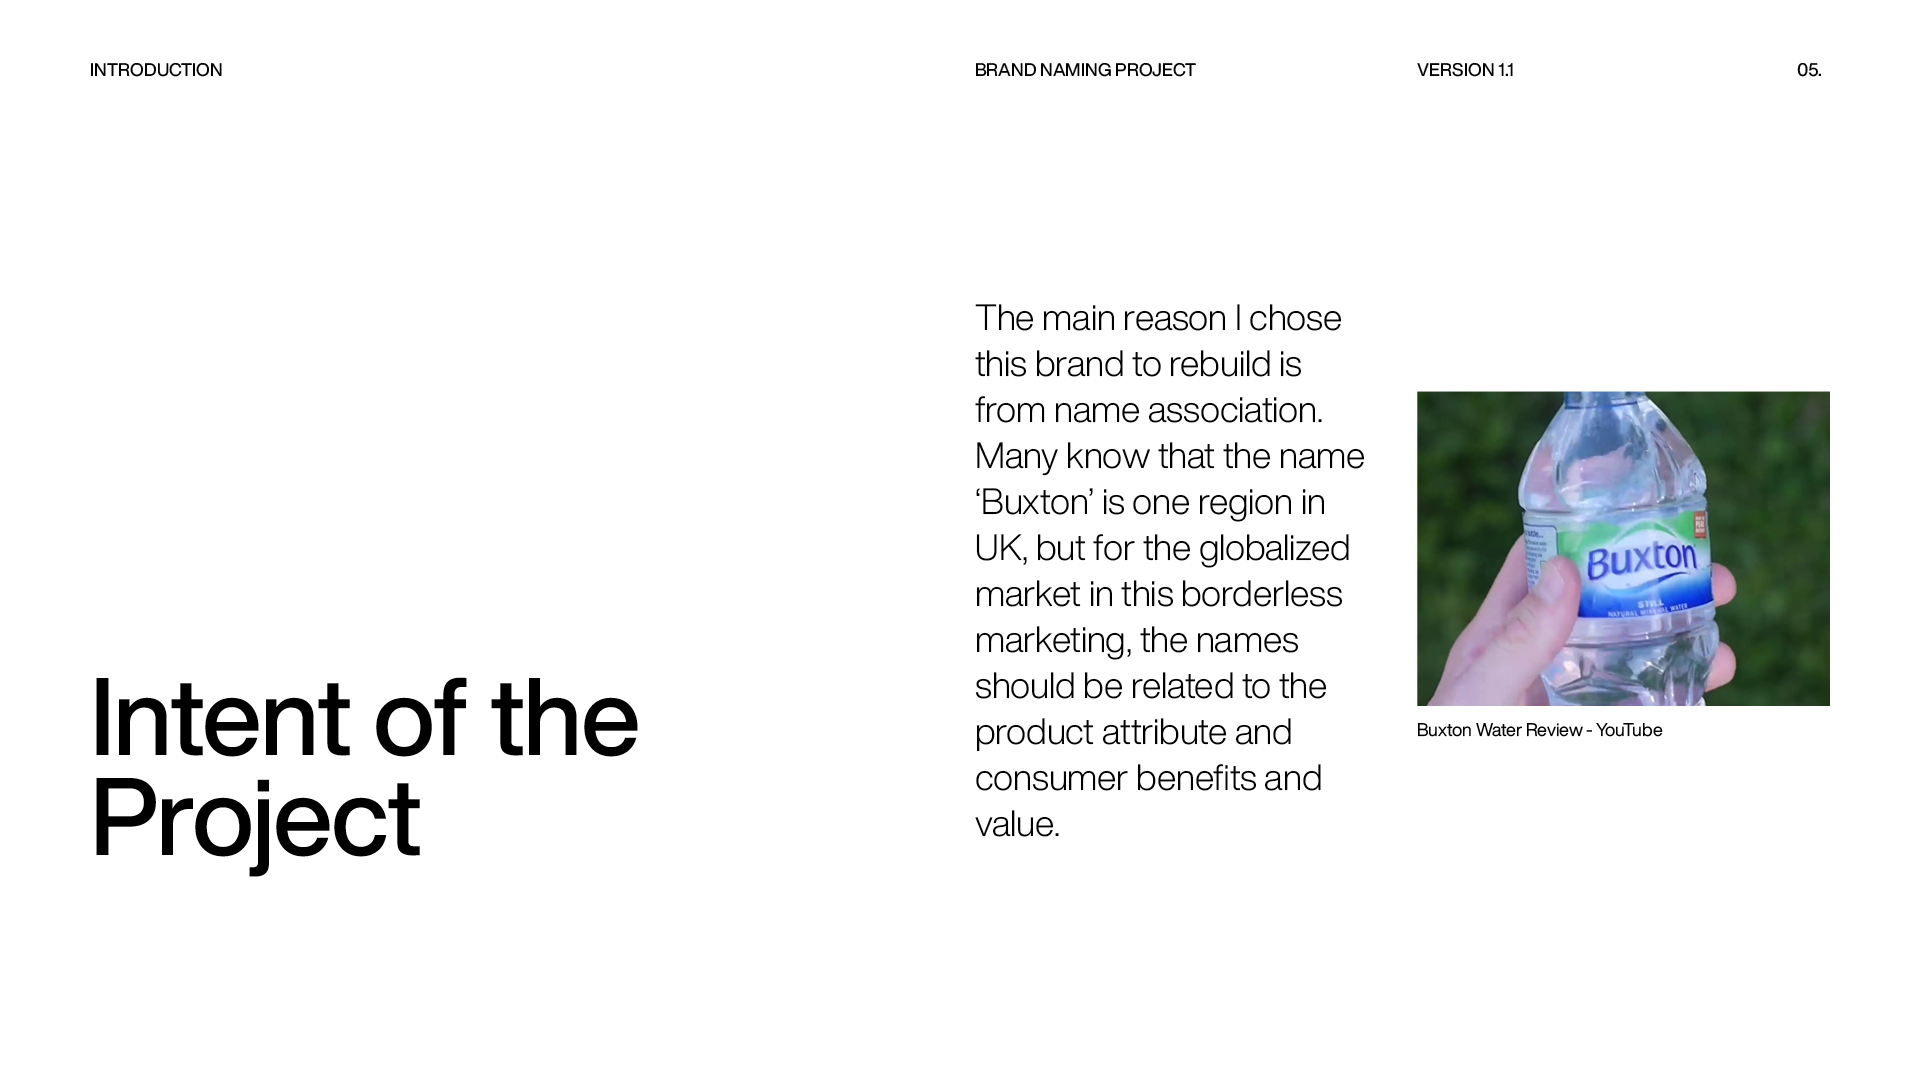 INTRODUCTION
BRAND NAMING PROJECT
VERSION 1.1
05.
Intent of the
Project
The main reason I chose
this brand to rebuild is
from name association.
Many know that the name
‘Buxton’ is one region in
UK, but for the globalized
market in this borderless
marketing, the names
should be related to the
product attribute and
consumer benefits and
value.
Buxton
STILL
NATURAL MINERAL WATER
Buxton Water Review - YouTube